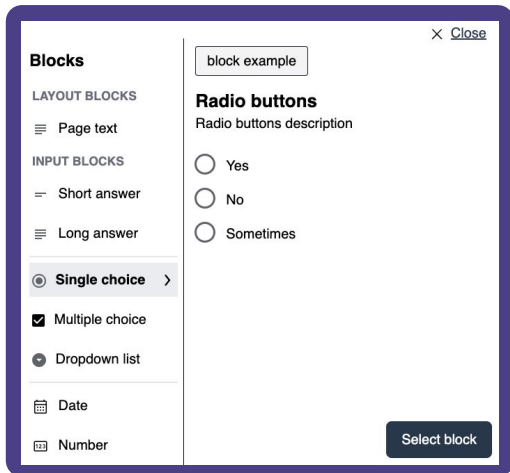 Close
Blocks
LAYOUT BLOCKS
Page text
INPUT BLOCKS
Short answer
Long answer
Single choice
Multiple choice
Dropdown list
Date
123 Number
block example
Radio buttons
Radio buttons description
Yes
No
Sometimes
Select block